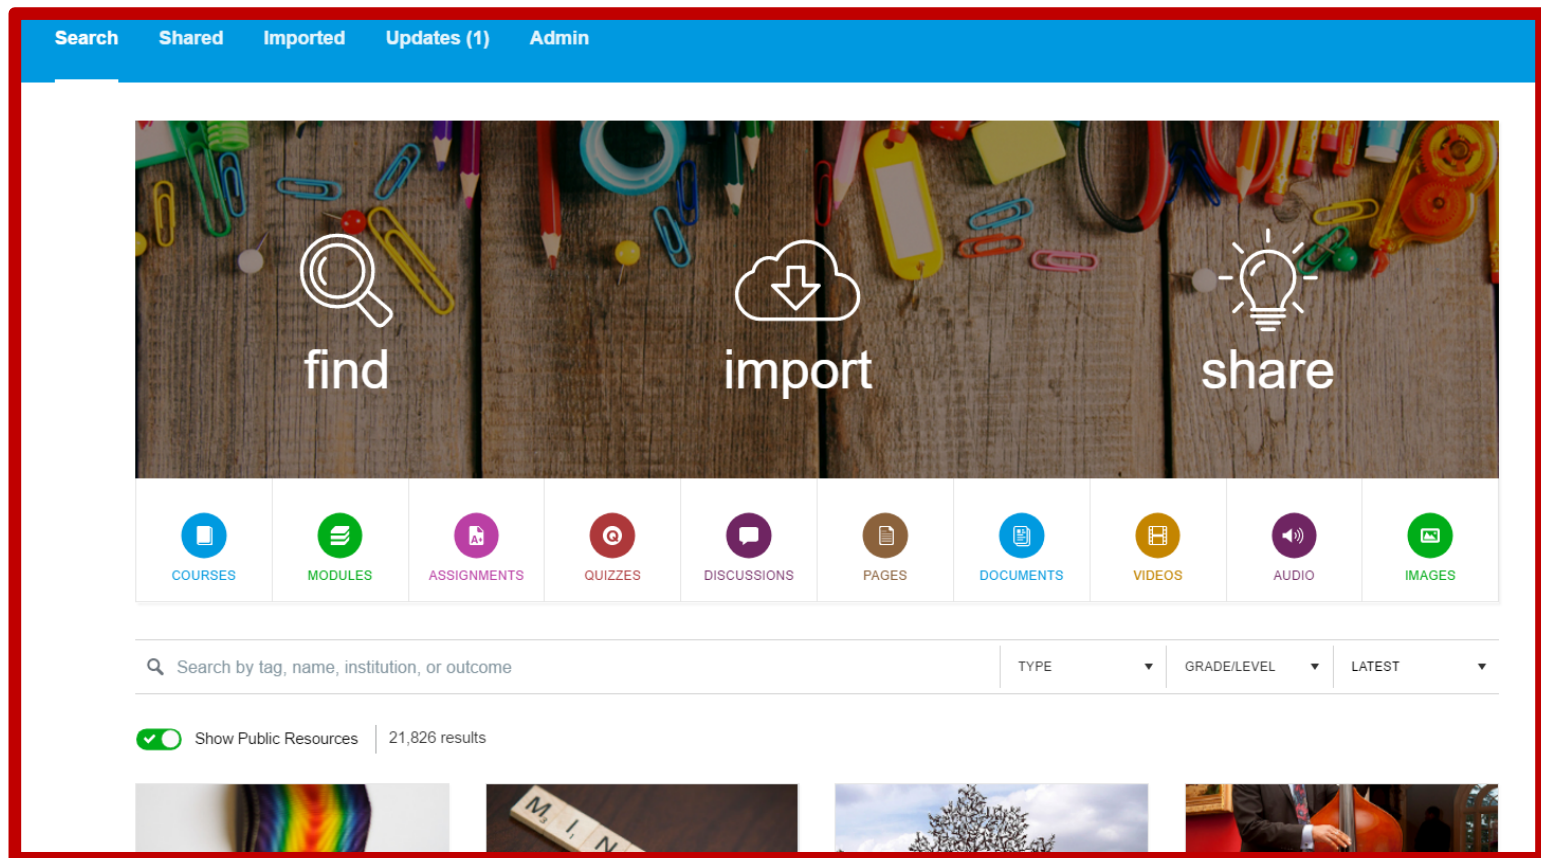 Search Shared Imported Updates (1) Admin
find import share
COURSES MODULES ASSIGNMENTS QUIZZES DISCUSSIONS PAGES DOCUMENTS VIDEOS AUDIO IMAGES
Search by tag, name, institution, or outcome TYPE GRADE/LEVEL LATEST
Show Public Resources 21,826 results
M I N